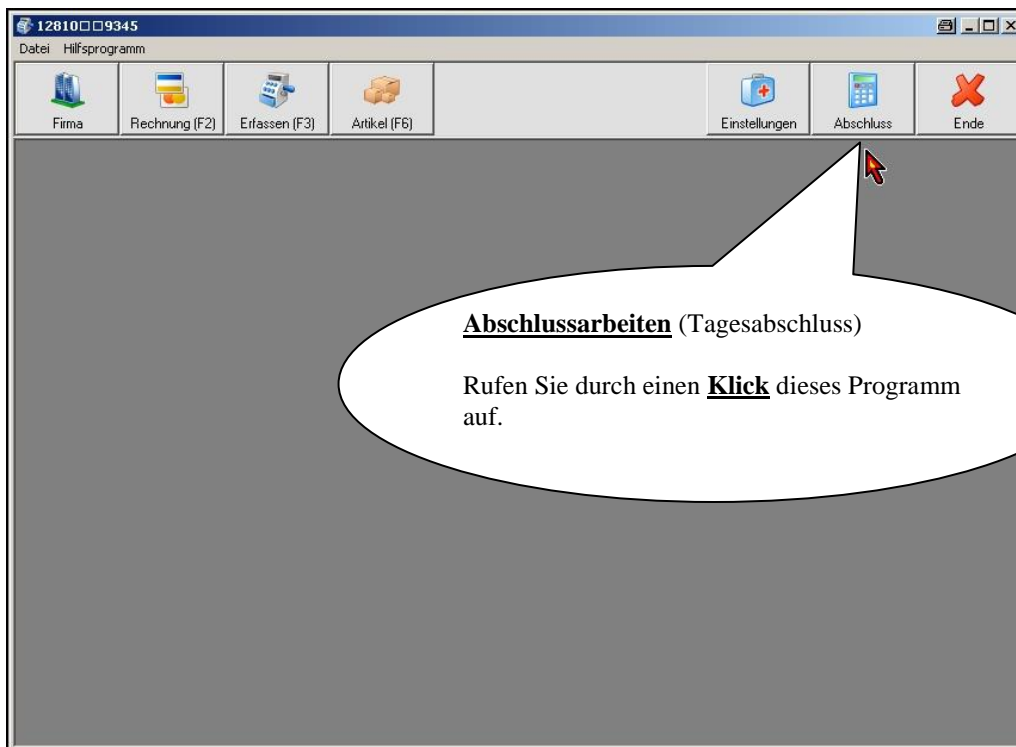 12810□□9345
Datei Hilfsprogramm
Firma Rechnung (F2) Erfassen (F3) Artikel (F6) Einstellungen Abschluss Ende
Abschlussarbeiten (Tagesabschluss)
Rufen Sie durch einen Klick dieses Programm
auf.